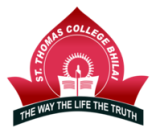 ST. THOMAS COLLEGE BHILAI
THE WAY THE LIFE THE TRUTH